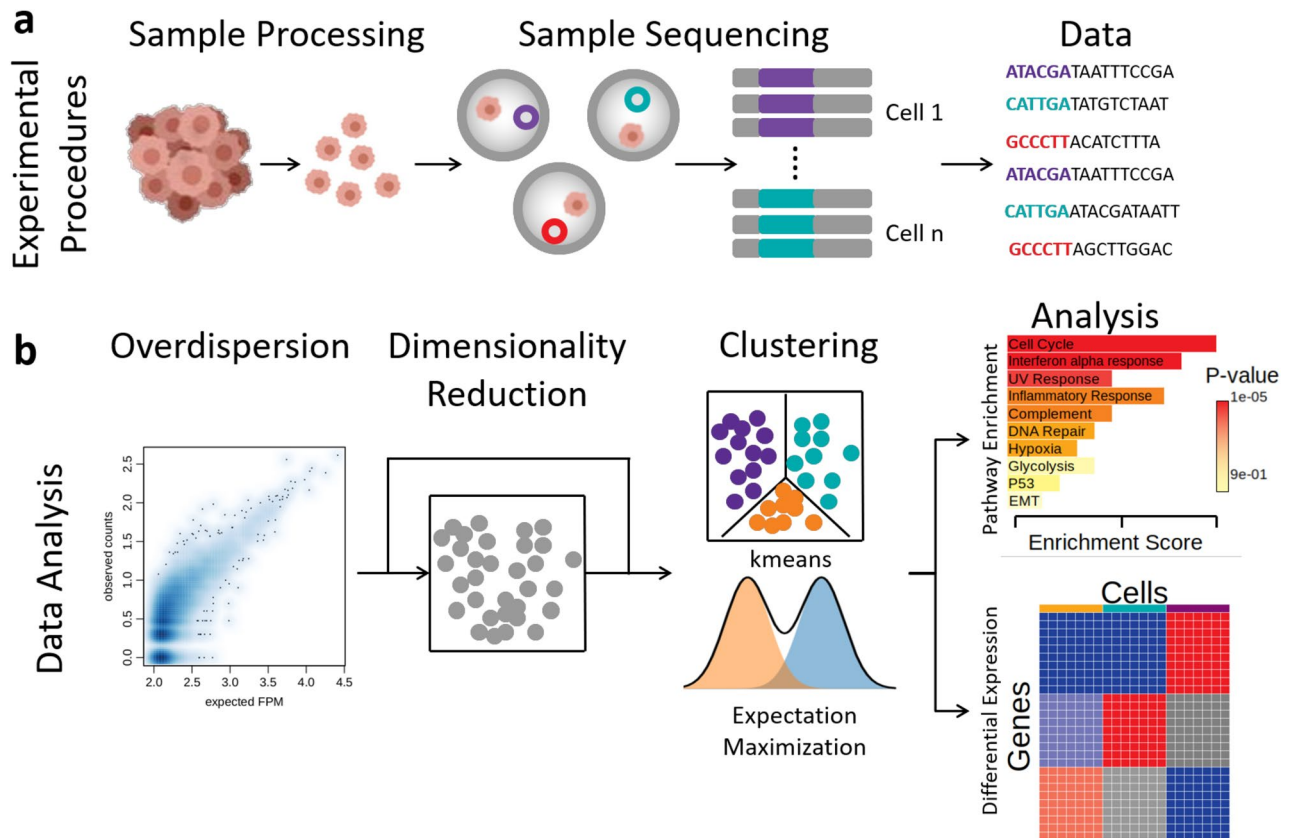 a
Sample Processing
Sample Sequencing
Data
Experimental
Procedures
Cell 1
Cell n
ATACGATAATTTCCGA
CATTGATATGTCTAAT
GCCCTTACATCTTTA
ATACGATAATTTCCGA
CATTGAATACGATAATT
GCCCTTAGCTTGGAC
b
Data Analysis
Overdispersion
observed counts
2.5
2.0
1.5
1.0
0.5
0.0
2.0 2.5 3.0 3.5 4.0 4.5
expected FPM
Dimensionality
Reduction
Clustering
kmeans
Expectation
Maximization
Analysis
Pathway Enrichment
Cell Cycle
Interferon alpha response
UV Response
Inflammatory Response
Complement
DNA Repair
Hypoxia
Glycolysis
P53
EMT
P-value
1e-05
9e-01
Enrichment Score
Cells
Differential Expression
Genes